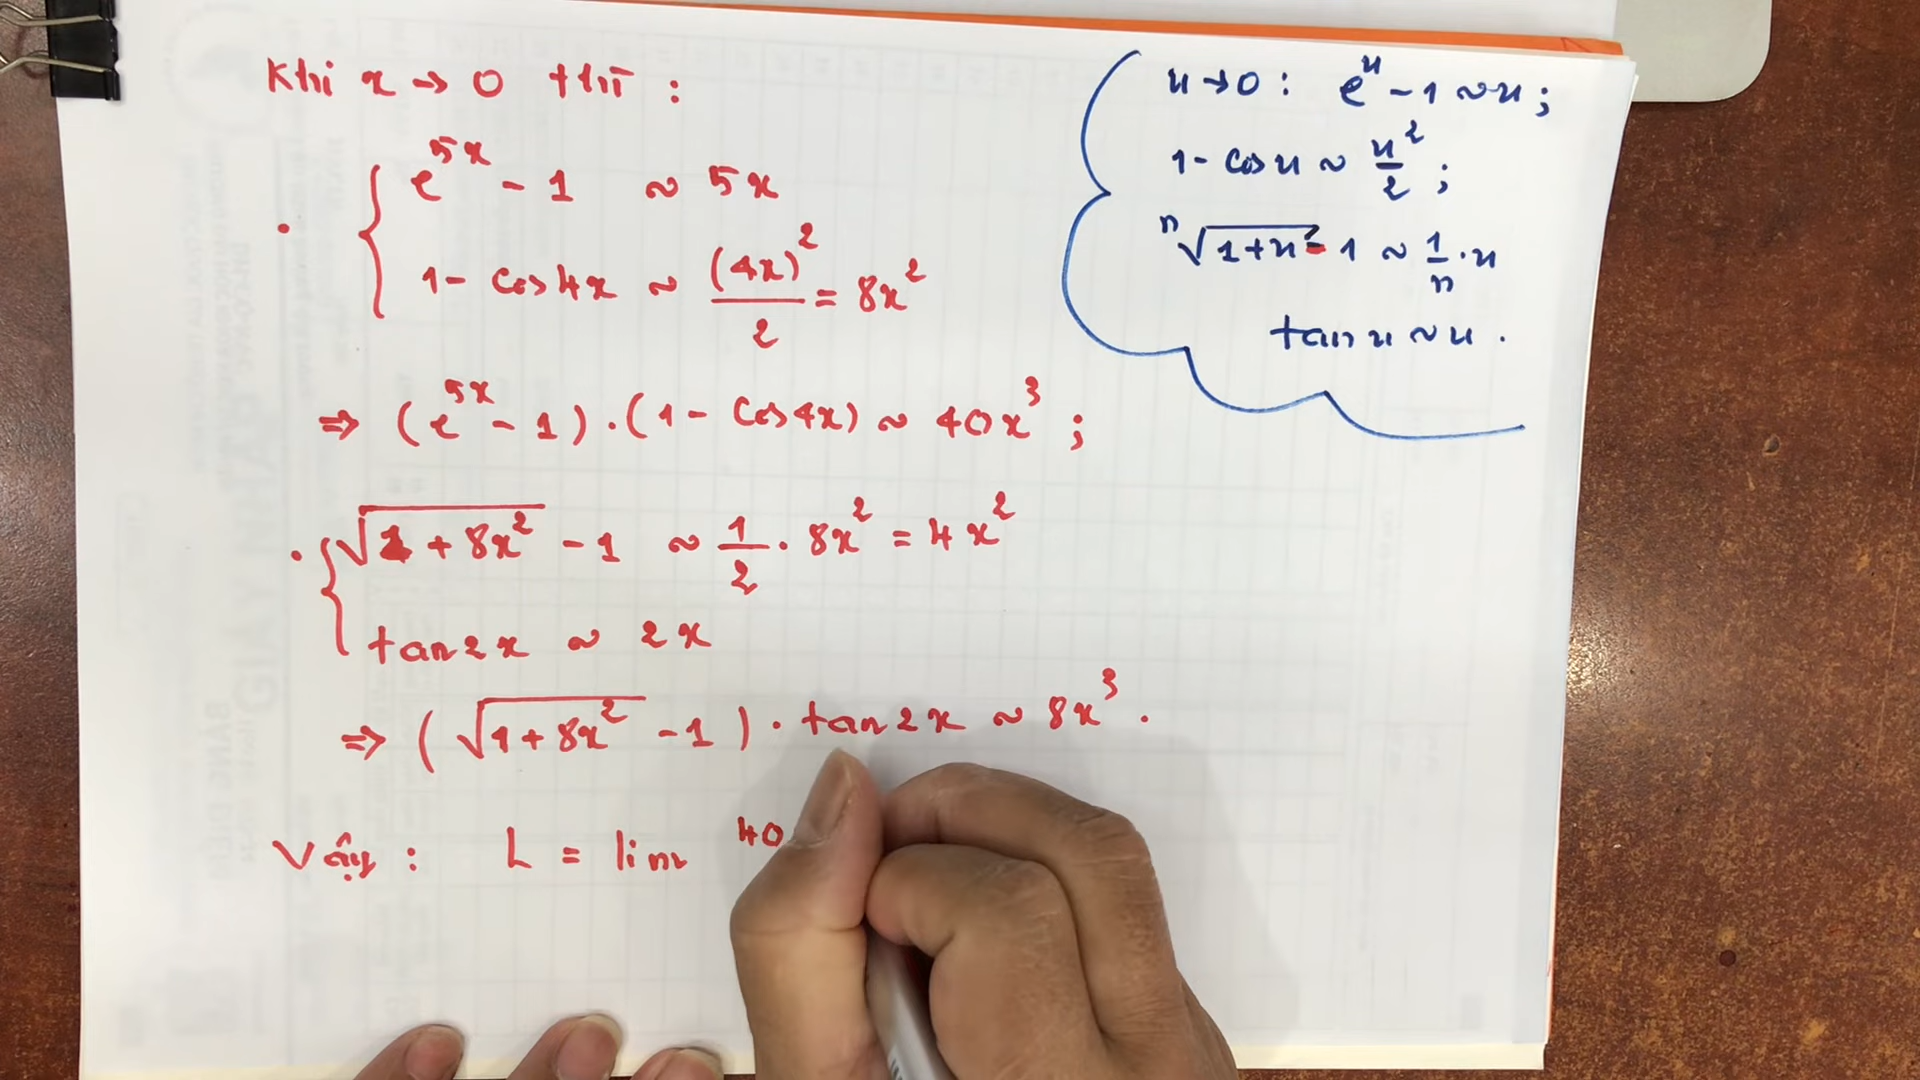 Khi x → 0 thì :
e^{5x} - 1 ~ 5x
1 - cos4x ~ (4x)^2/2 = 8x^2
⇒ (e^{5x} - 1).(1 - cos4x) ~ 40x^3 ;
√(1 + 8x^2) - 1 ~ 1/2 . 8x^2 = 4x^2
tan2x ~ 2x
⇒ (√(1 + 8x^2) - 1) . tan2x ~ 8x^3 .
Vậy : L = lim 40
u → 0 : e^u - 1 ~ u ;
1 - cos u ~ u^2/2 ;
n√(1+u) - 1 ~ 1/n . u
tan u ~ u .